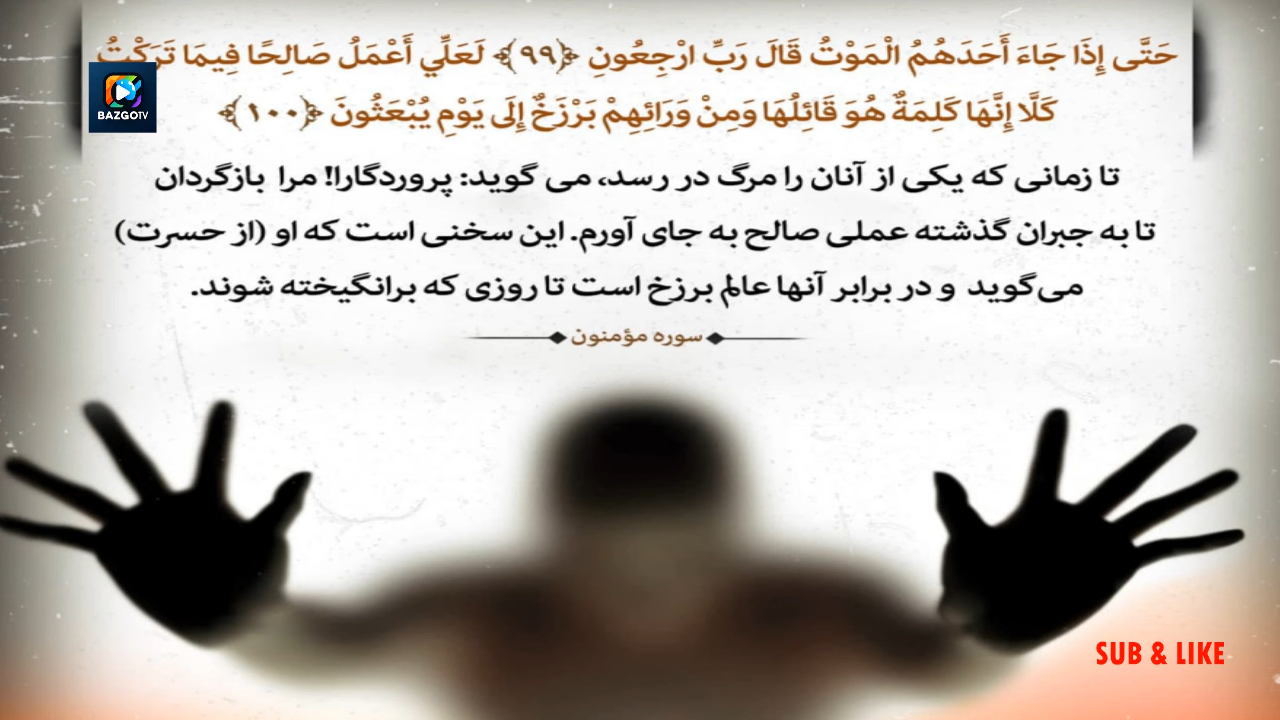 حَتَّى إِذَا جَاءَ أَحَدَهُمُ الْمَوْتُ قَالَ رَبِّ ارْجِعُونِ ﴿۹۹﴾ لَعَلِّي أَعْمَلُ صَالِحًا فِيمَا تَرَكْتُ
كَلَّا إِنَّهَا كَلِمَةٌ هُوَ قَائِلُهَا وَمِنْ وَرَائِهِمْ بَرْزَخٌ إِلَى يَوْمِ يُبْعَثُونَ ﴿۱۰۰﴾
BAZGOTV
تا زمانی که یکی از آنان را مرگ در رسد، می گوید: پروردگارا! مرا بازگردان
تا به جبران گذشته عملی صالح به جای آورم. این سخنی است که او (از حسرت)
می‌گوید و در برابر آنها عالم برزخ است تا روزی که برانگیخته شوند.
سوره مؤمنون
SUB & LIKE